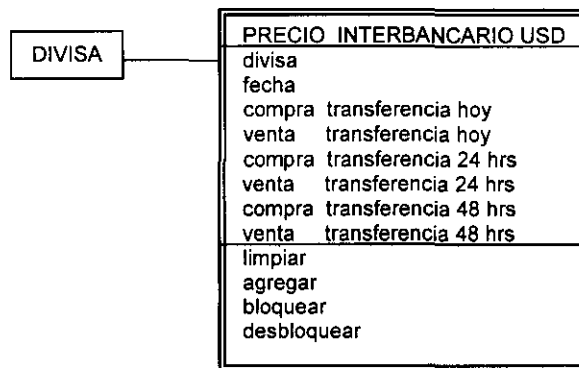 DIVISA
PRECIO INTERBANCARIO USD
divisa
fecha
compra transferencia hoy
venta transferencia hoy
compra transferencia 24 hrs
venta transferencia 24 hrs
compra transferencia 48 hrs
venta transferencia 48 hrs
limpiar
agregar
bloquear
desbloquear